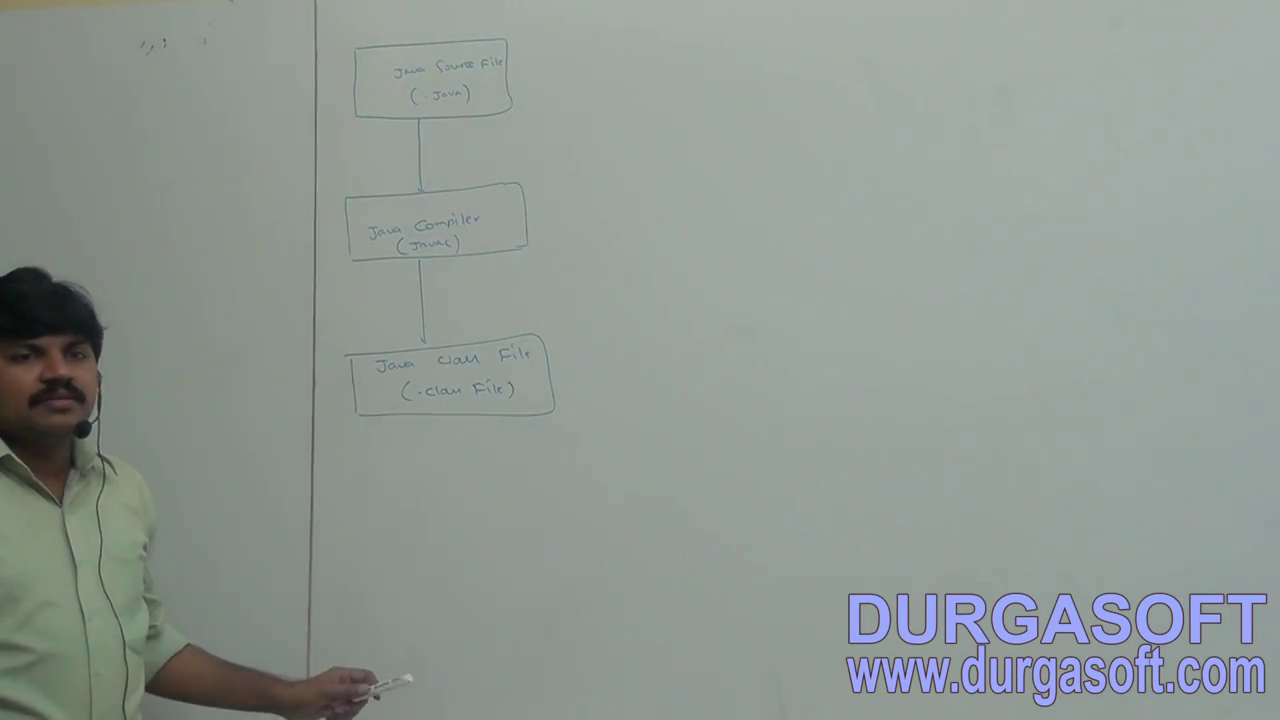 Java Source File
(.Java)
Java Compiler
(Javac)
Java Class File
(.Class File)
DURGASOFT
www.durgasoft.com